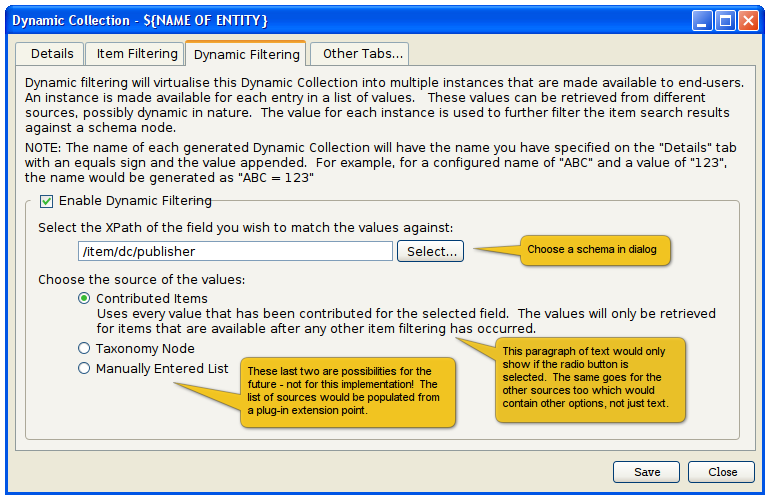 Dynamic Collection - ${NAME OF ENTITY}
Details
Item Filtering
Dynamic Filtering
Other Tabs...
Dynamic filtering will virtualise this Dynamic Collection into multiple instances that are made available to end-users.
An instance is made available for each entry in a list of values. These values can be retrieved from different
sources, possibly dynamic in nature. The value for each instance is used to further filter the item search results
against a schema node.
NOTE: The name of each generated Dynamic Collection will have the name you have specified on the "Details" tab
with an equals sign and the value appended. For example, for a configured name of "ABC" and a value of "123",
the name would be generated as "ABC = 123"
Enable Dynamic Filtering
Select the XPath of the field you wish to match the values against:
/item/dc/publisher
Select...
Choose a schema in dialog
Choose the source of the values:
Contributed Items
Uses every value that has been contributed for the selected field. The values will only be retrieved
for items that are available after any other item filtering has occurred.
Taxonomy Node
Manually Entered List
These last two are possibilities for the
future - not for this implementation! The
list of sources would be populated from
a plug-in extension point.
This paragraph of text would only
show if the radio button is
selected. The same goes for the
other sources too which would
contain other options, not just text.
Save
Close